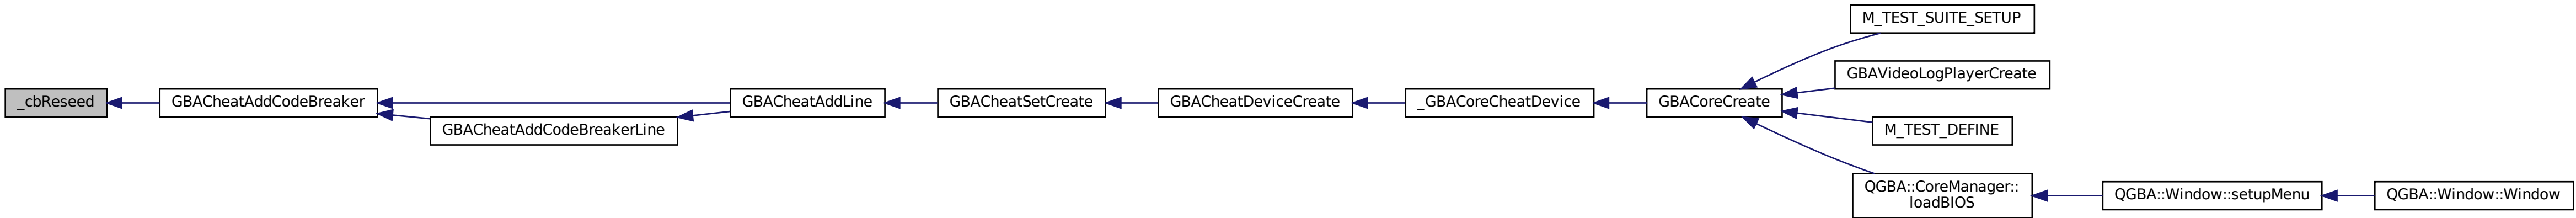 _cbReseed
GBACheatAddCodeBreaker
GBACheatAddCodeBreakerLine
GBACheatAddLine
GBACheatSetCreate
GBACheatDeviceCreate
_GBACoreCheatDevice
GBACoreCreate
M_TEST_SUITE_SETUP
GBAVideoLogPlayerCreate
M_TEST_DEFINE
QGBA::CoreManager::
loadBIOS
QGBA::Window::setupMenu
QGBA::Window::Window